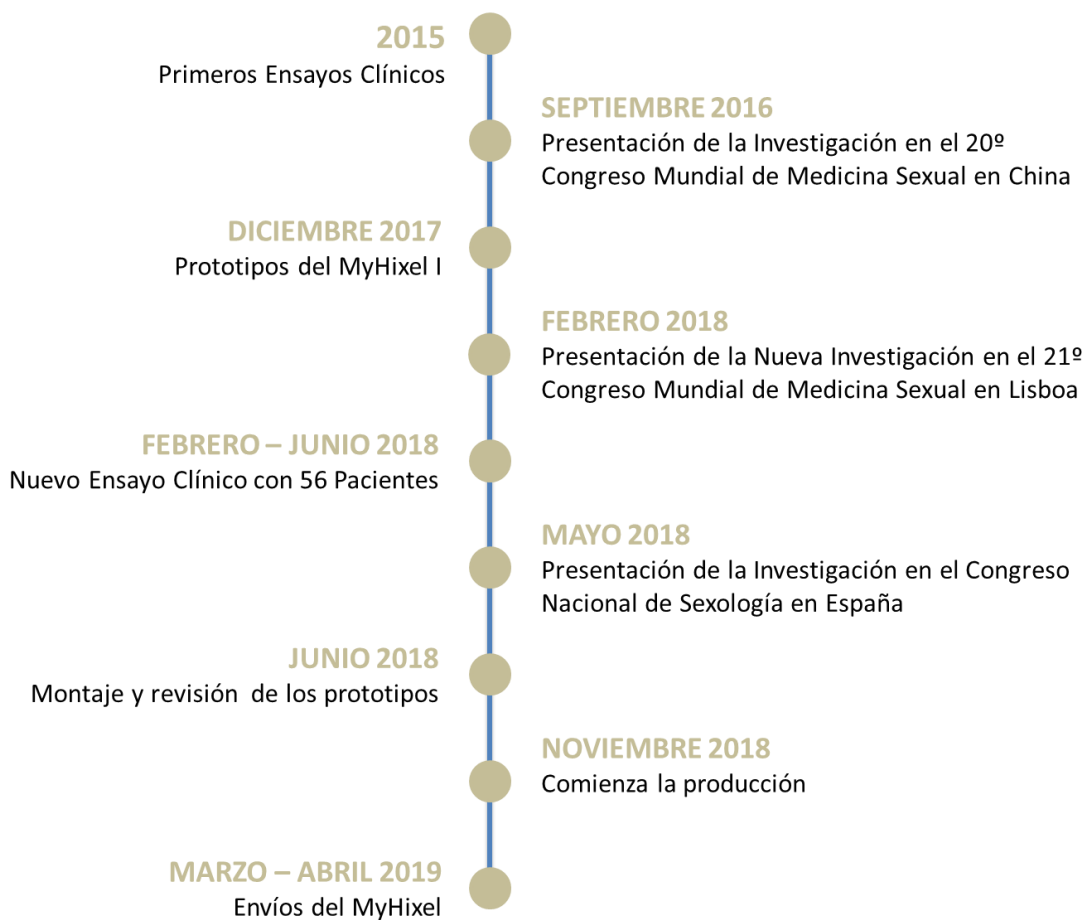 2015
Primeros Ensayos Clínicos
SEPTIEMBRE 2016
Presentación de la Investigación en el 20º
Congreso Mundial de Medicina Sexual en China
DICIEMBRE 2017
Prototipos del MyHixel I
FEBRERO 2018
Presentación de la Nueva Investigación en el 21º
Congreso Mundial de Medicina Sexual en Lisboa
FEBRERO – JUNIO 2018
Nuevo Ensayo Clínico con 56 Pacientes
MAYO 2018
Presentación de la Investigación en el Congreso
Nacional de Sexología en España
JUNIO 2018
Montaje y revisión de los prototipos
NOVIEMBRE 2018
Comienza la producción
MARZO – ABRIL 2019
Envíos del MyHixel